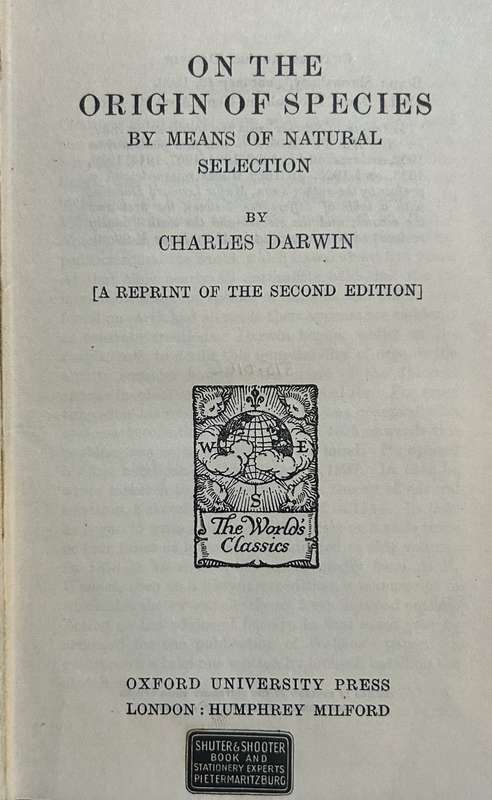 ON THE
ORIGIN OF SPECIES
BY MEANS OF NATURAL
SELECTION
BY
CHARLES DARWIN
[A REPRINT OF THE SECOND EDITION]
W E
S
The World's
Classics
OXFORD UNIVERSITY PRESS
LONDON : HUMPHREY MILFORD
SHUTER & SHOOTER
BOOK AND
STATIONERY EXPERTS
PIETERMARITZBURG